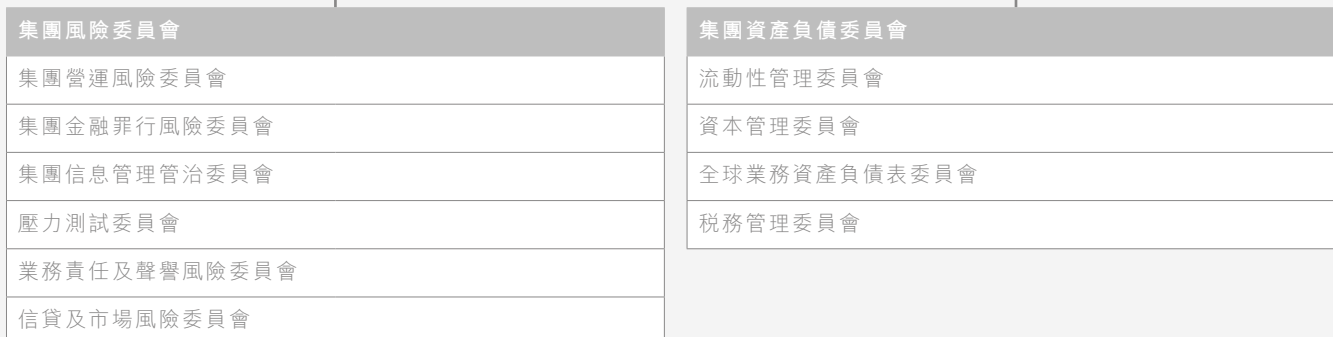 集團風險委員會
集團營運風險委員會
集團金融罪行風險委員會
集團信息管理管治委員會
壓力測試委員會
業務責任及聲譽風險委員會
信貸及市場風險委員會
集團資產負債委員會
流動性管理委員會
資本管理委員會
全球業務資產負債表委員會
税務管理委員會